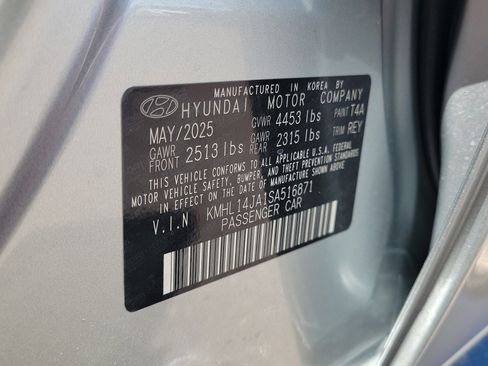 MANUFACTURED IN KOREA BY
HYUNDAI MOTOR COMPANY
MAY/2025 GVWR 4453 lbs PAINT T4A
GAWR FRONT 2513 lbs GAWR REAR 2315 lbs TRIM REY
THIS VEHICLE CONFORMS TO ALL APPLICABLE U.S.A. FEDERAL
MOTOR VEHICLE SAFETY, BUMPER, AND THEFT PREVENTION STANDARDS
IN EFFECT ON THE DATE OF MANUFACTURE SHOWN ABOVE.
V.I.N KMHL14JA1SA516871
PASSENGER CAR